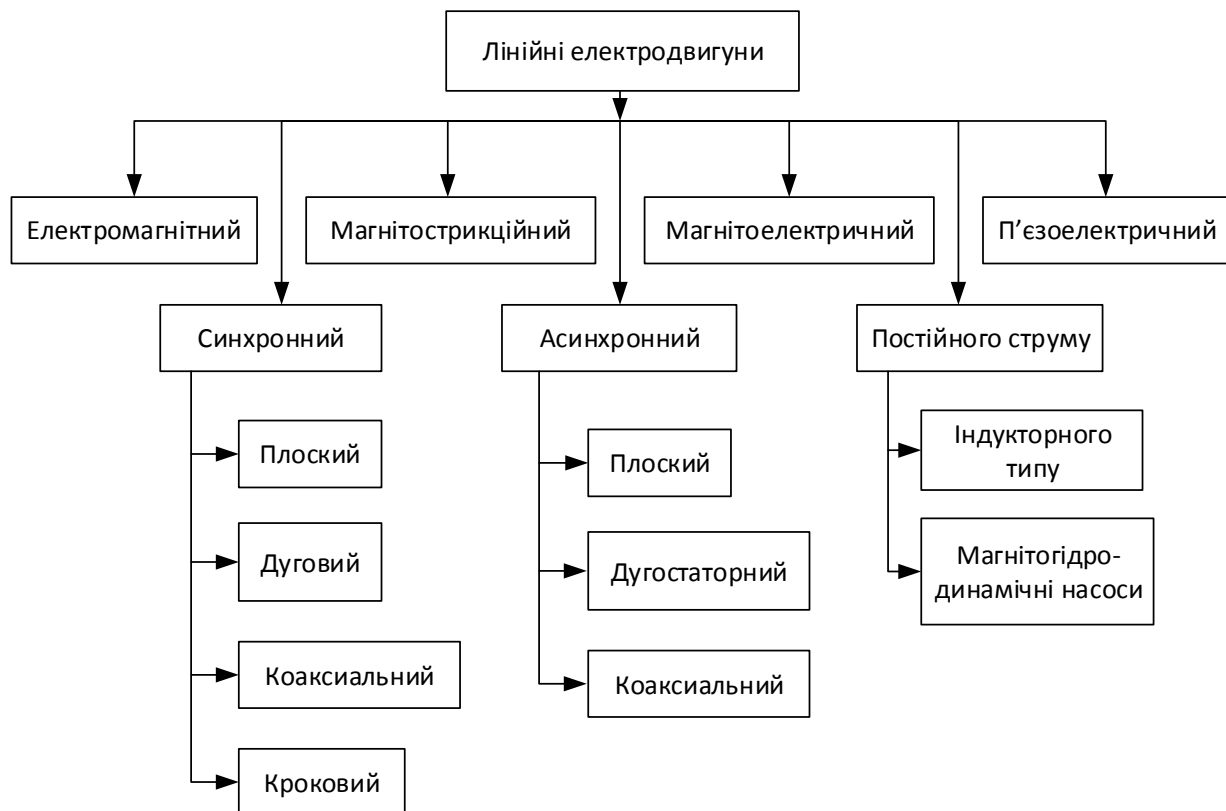 Лінійні електродвигуни
Електромагнітний
Магнітострикційний
Магнітоелектричний
П’єзоелектричний
Синхронний
Асинхронний
Постійного струму
Плоский
Дуговий
Коаксиальний
Кроковий
Плоский
Дугостаторний
Коаксиальний
Індукторного
типу
Магнітогідро-
динамічні насоси